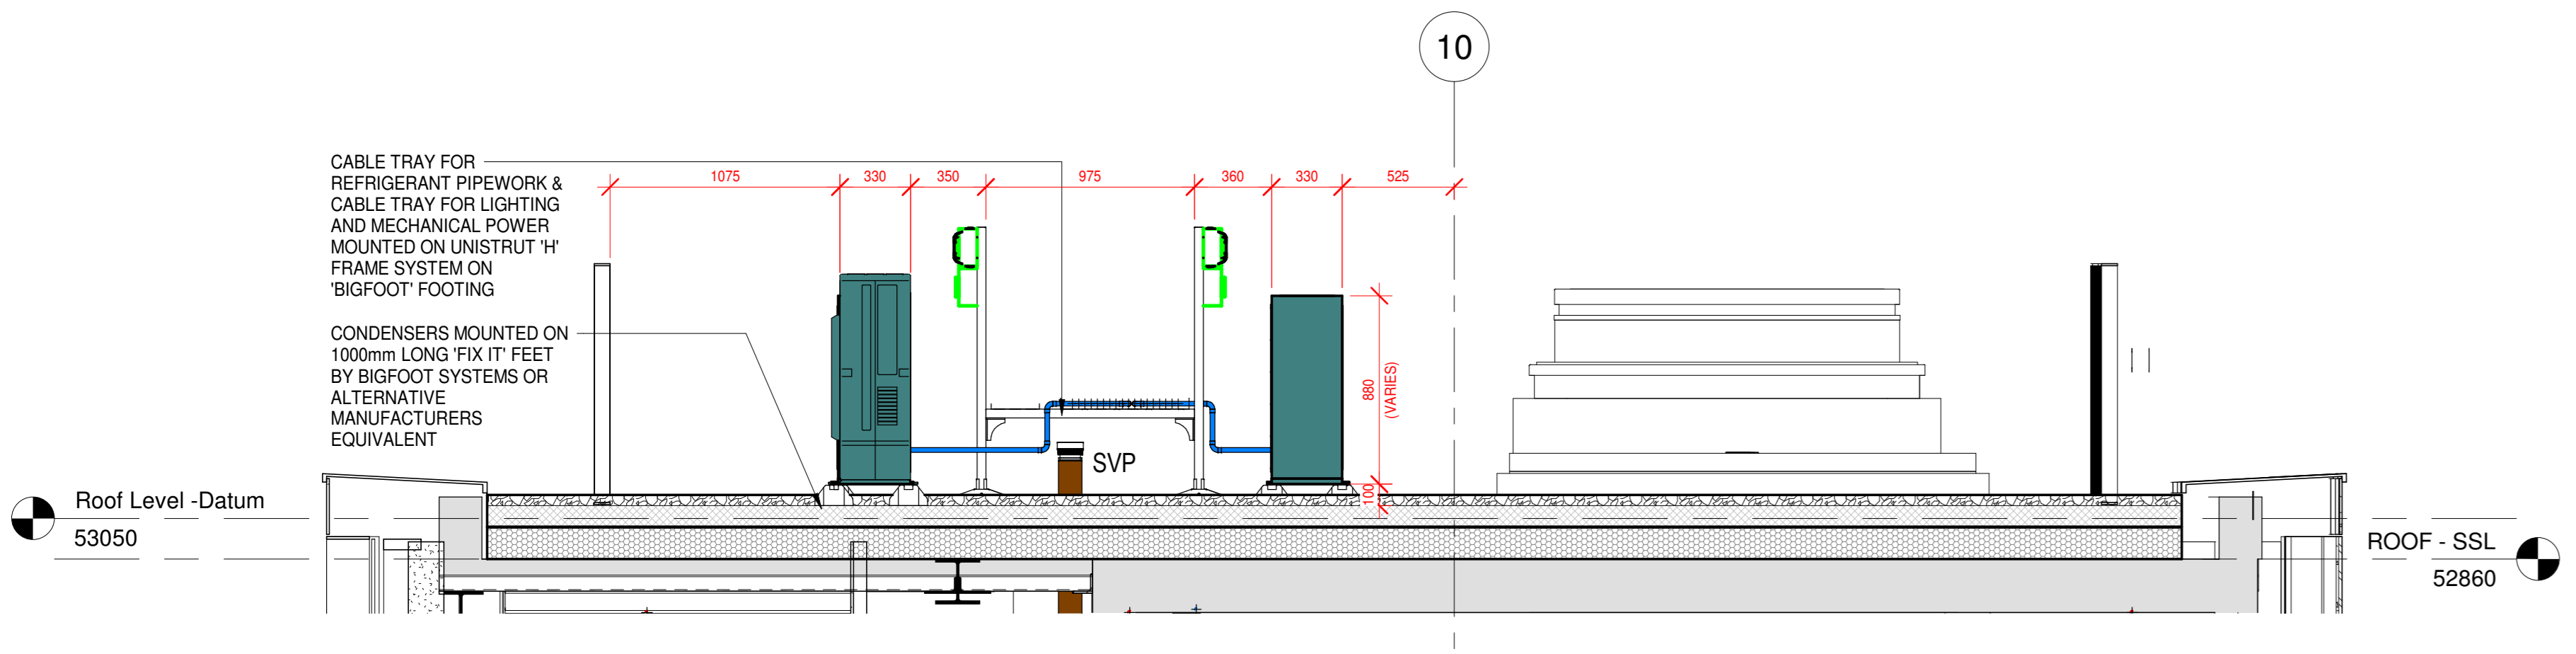 10
CABLE TRAY FOR
REFRIGERANT PIPEWORK &
CABLE TRAY FOR LIGHTING
AND MECHANICAL POWER
MOUNTED ON UNISTRUT 'H'
FRAME SYSTEM ON
'BIGFOOT' FOOTING
1075
330
350
975
360
330
525
CONDENSERS MOUNTED ON
1000mm LONG 'FIX IT' FEET
BY BIGFOOT SYSTEMS OR
ALTERNATIVE
MANUFACTURERS
EQUIVALENT
880
(VARIES)
SVP
100
Roof Level -Datum
53050
ROOF - SSL
52860